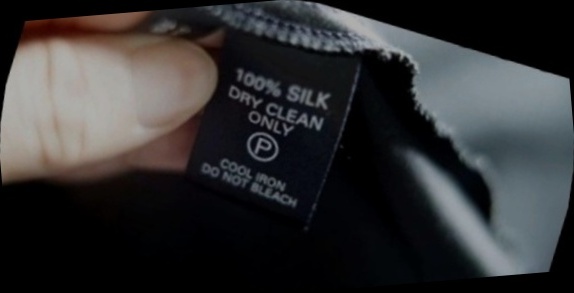 100% SILK
DRY CLEAN
ONLY
P
COOL IRON
DO NOT BLEACH